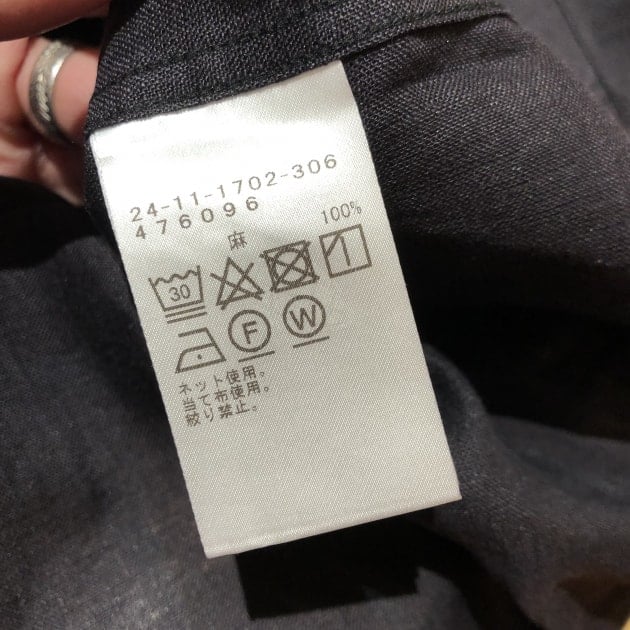 24-11-1702-306
476096
麻 100%
30
F W
ネット使用。
当て布使用。
絞り禁止。